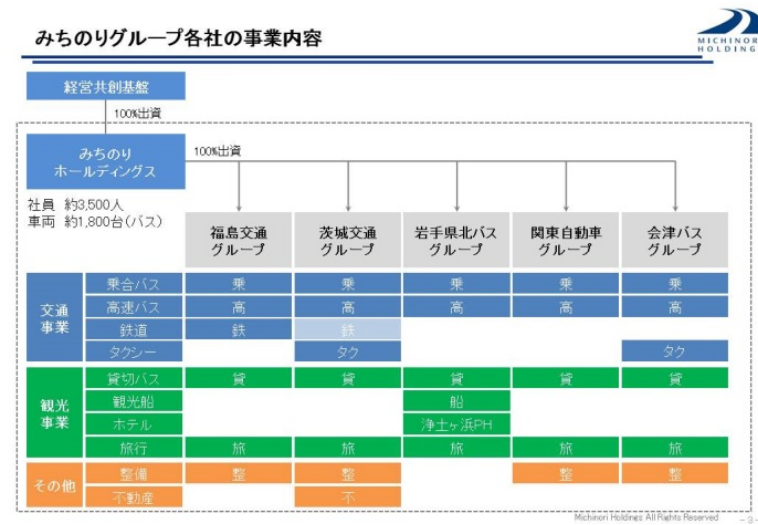 みちのりグループ各社の事業内容
MICHINORI
HOLDINGS
経営共創基盤
100%出資
みちのり
ホールディングス
100%出資
社員 約3,500人
車両 約1,800台(バス)
福島交通
グループ
茨城交通
グループ
岩手県北バス
グループ
関東自動車
グループ
会津バス
グループ
交通
事業
乗合バス 乗 乗 乗 乗 乗
高速バス 高 高 高 高 高
鉄道 鉄 鉄
タクシー タク タク
観光
事業
貸切バス 貸 貸 貸 貸 貸
観光船 船
ホテル 浄土ヶ浜PH
旅行 旅 旅 旅 旅 旅
その他
整備 整 整 整 整
不動産 不
Michinori Holdings All Rights Reserved
- 3 -